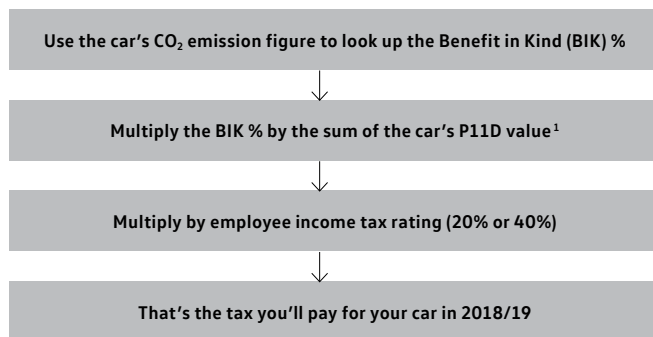 Use the car's CO₂ emission figure to look up the Benefit in Kind (BIK) %
Multiply the BIK % by the sum of the car's P11D value¹
Multiply by employee income tax rating (20% or 40%)
That's the tax you'll pay for your car in 2018/19